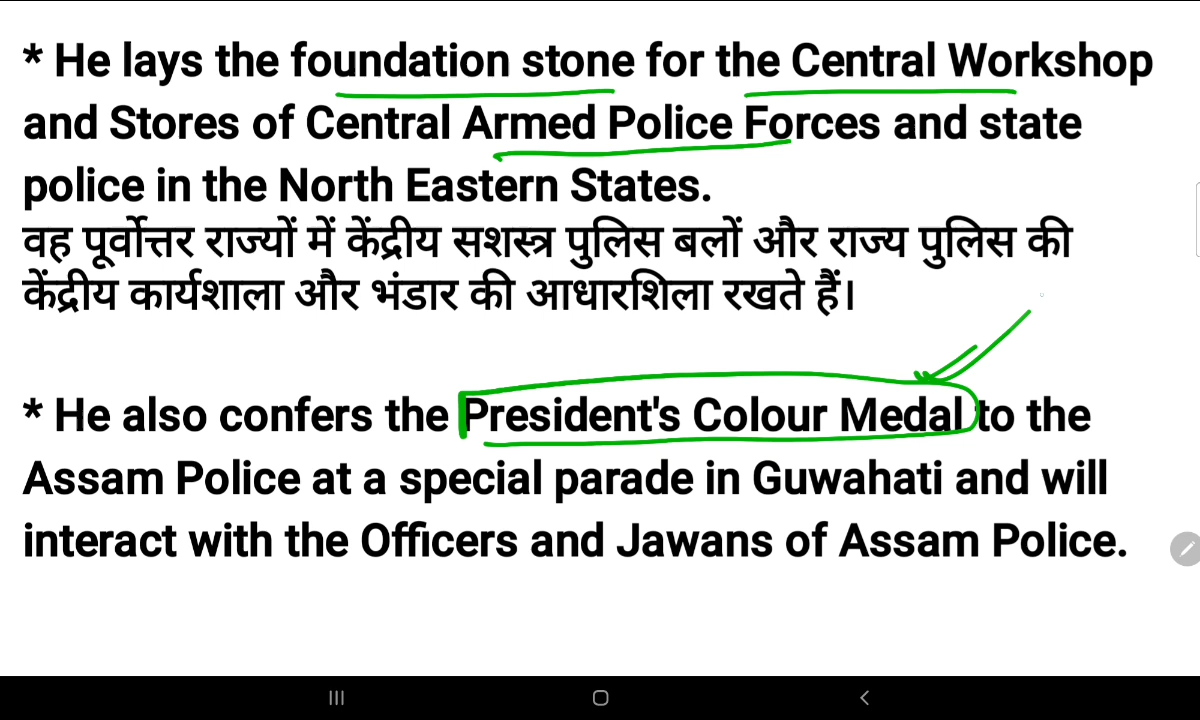 * He lays the foundation stone for the Central Workshop
and Stores of Central Armed Police Forces and state
police in the North Eastern States.
वह पूर्वोत्तर राज्यों में केंद्रीय सशस्त्र पुलिस बलों और राज्य पुलिस की
केंद्रीय कार्यशाला और भंडार की आधारशिला रखते हैं।
* He also confers the President's Colour Medal to the
Assam Police at a special parade in Guwahati and will
interact with the Officers and Jawans of Assam Police.